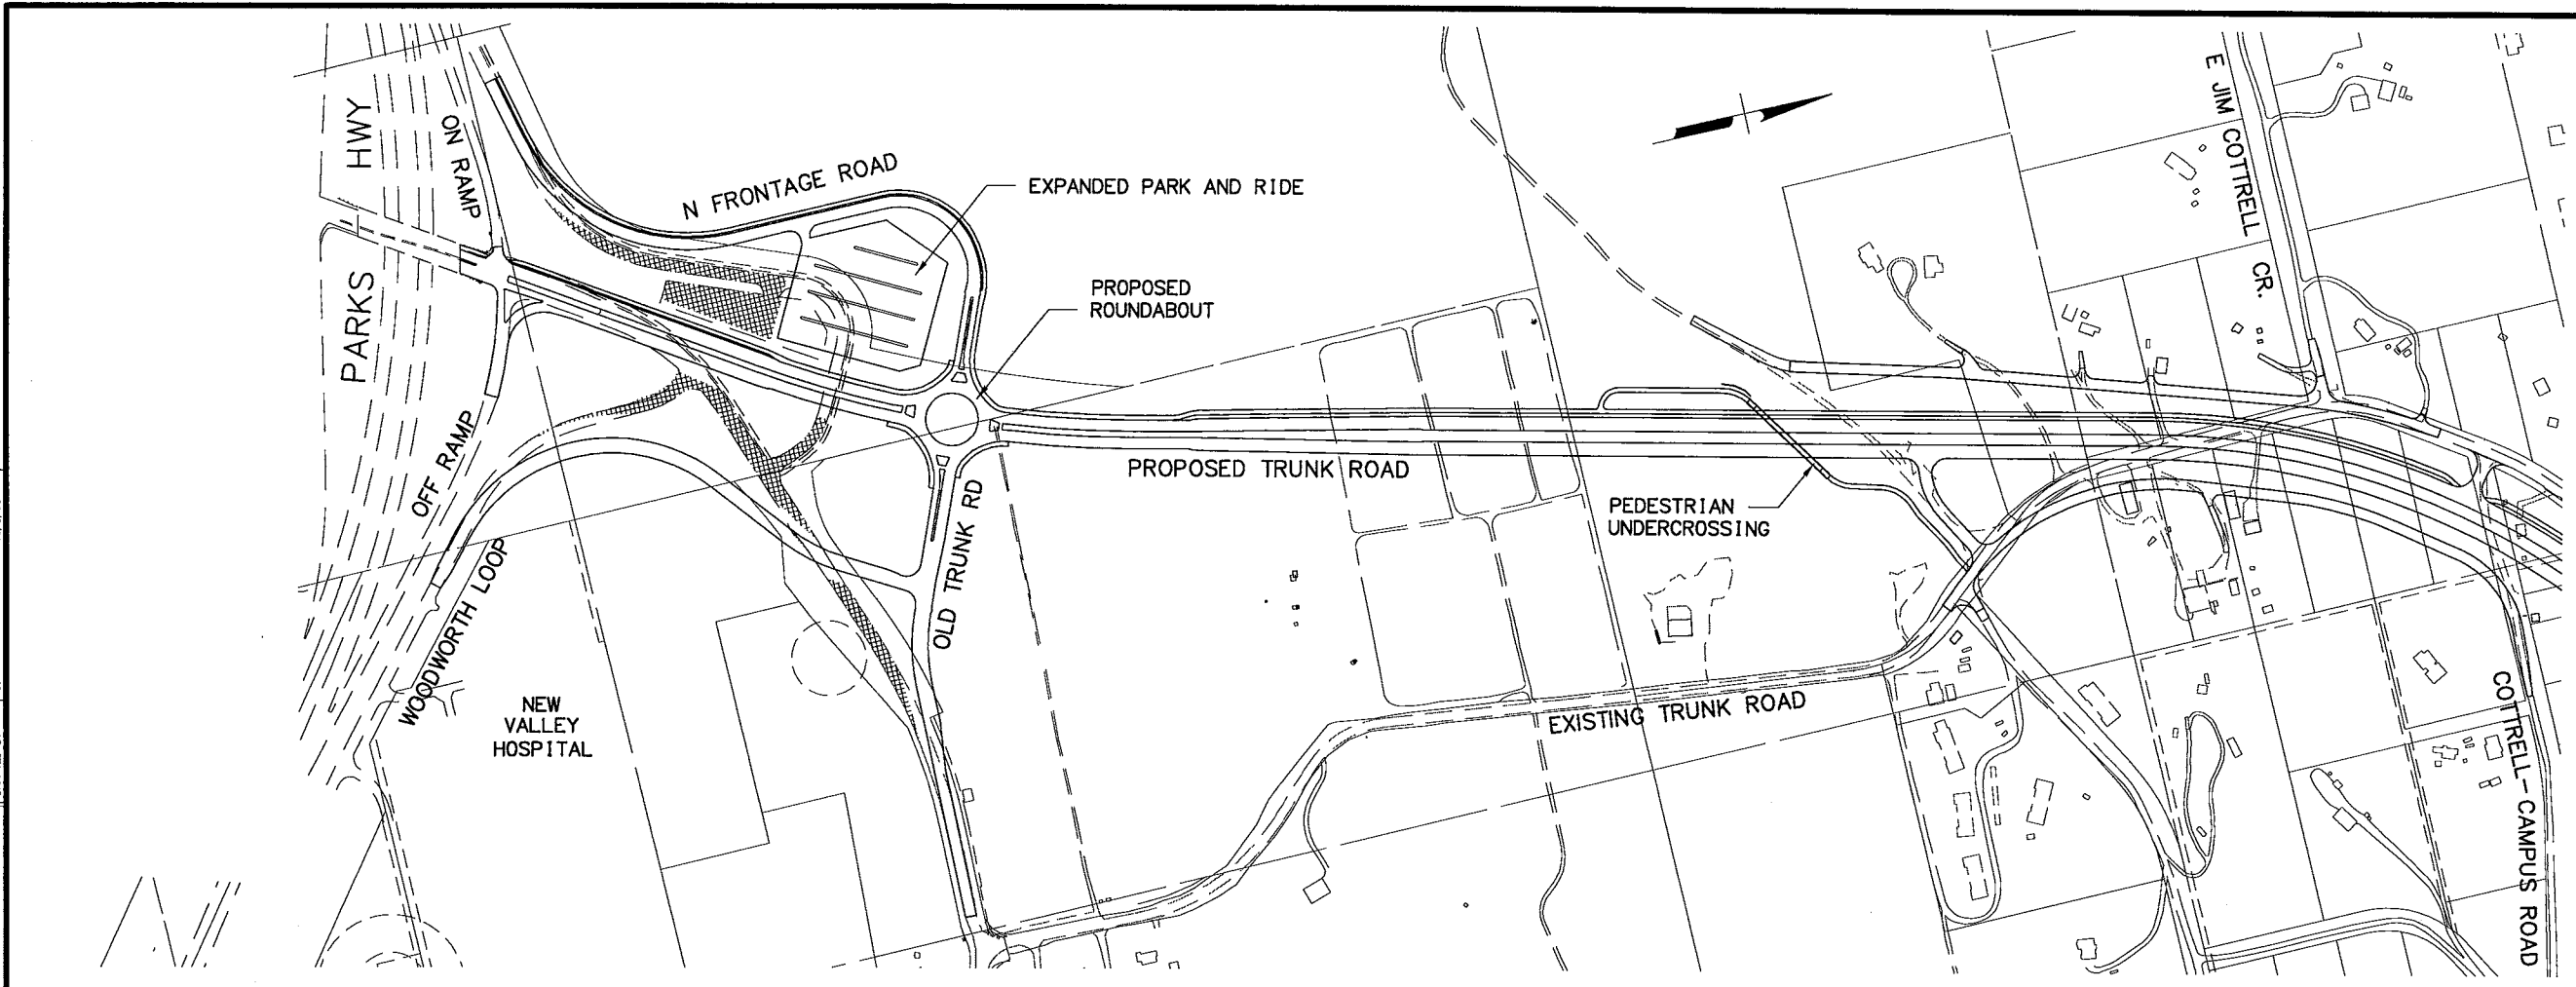 PARKS HWY
ON RAMP
N FRONTAGE ROAD
EXPANDED PARK AND RIDE
PROPOSED
ROUNDABOUT
E JIM COTTRELL CR.
OFF RAMP
WOODWORTH LOOP
OLD TRUNK RD
PROPOSED TRUNK ROAD
PEDESTRIAN
UNDERCROSSING
NEW
VALLEY
HOSPITAL
EXISTING TRUNK ROAD
COTTRELL-CAMPUS ROAD